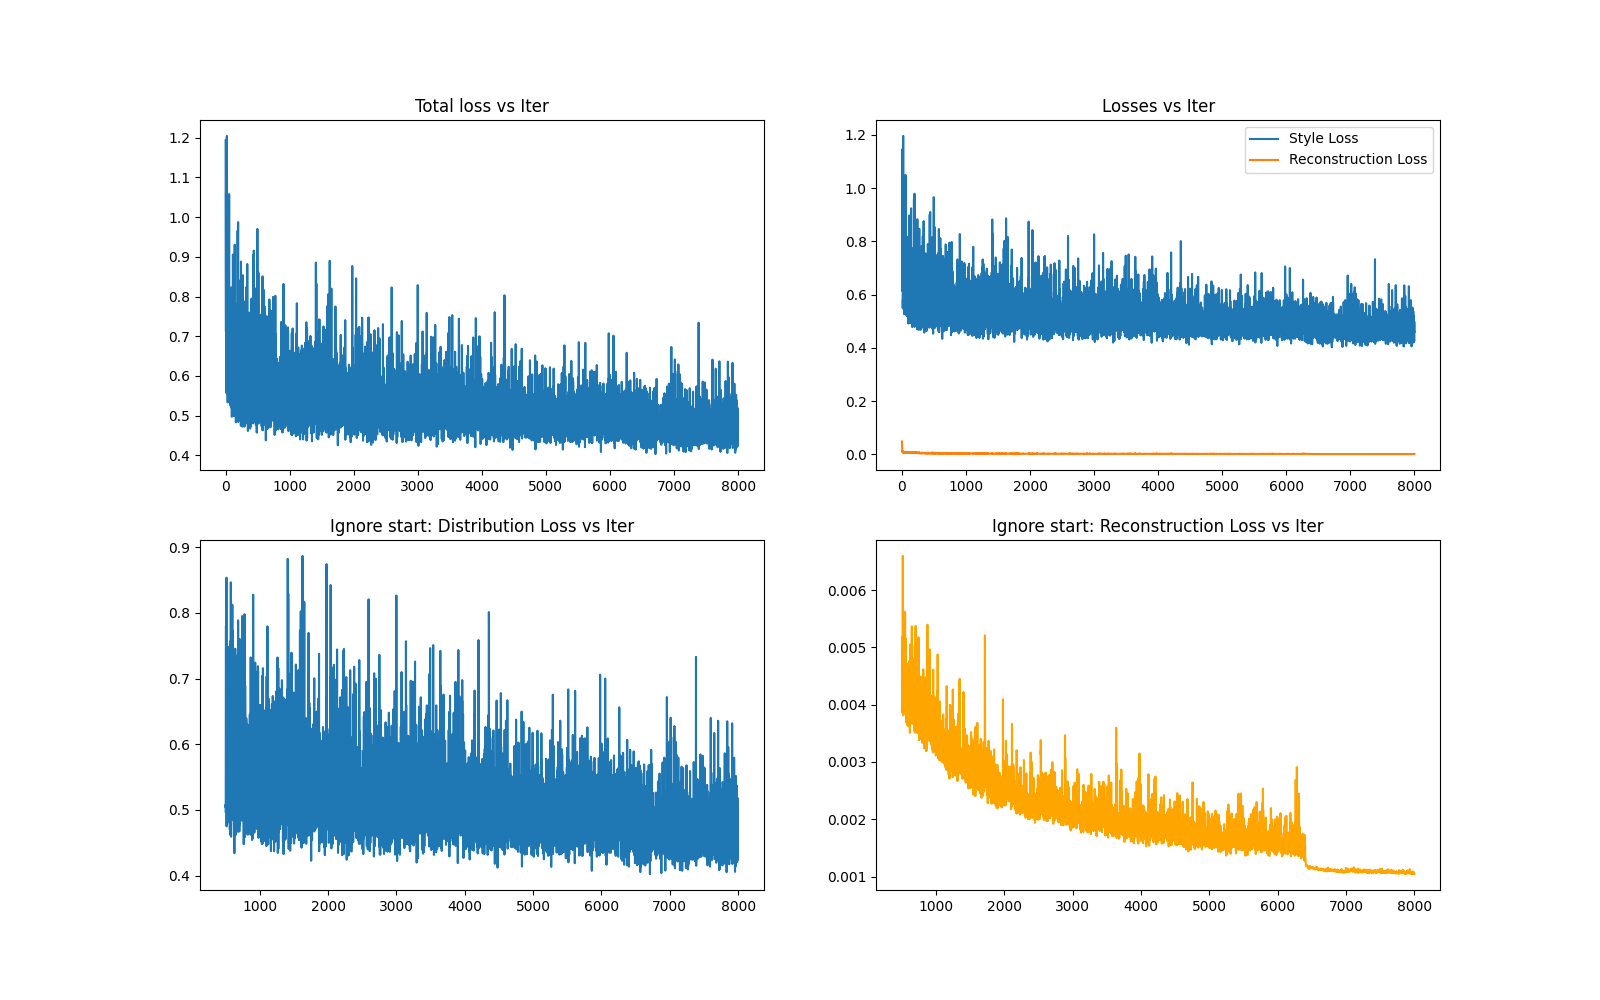 Total loss vs Iter
1.2
1.1
1.0
0.9
0.8
0.7
0.6
0.5
0.4
0 1000 2000 3000 4000 5000 6000 7000 8000
Losses vs Iter
Style Loss
Reconstruction Loss
1.2
1.0
0.8
0.6
0.4
0.2
0.0
0 1000 2000 3000 4000 5000 6000 7000 8000
Ignore start: Distribution Loss vs Iter
0.9
0.8
0.7
0.6
0.5
0.4
1000 2000 3000 4000 5000 6000 7000 8000
Ignore start: Reconstruction Loss vs Iter
0.006
0.005
0.004
0.003
0.002
0.001
1000 2000 3000 4000 5000 6000 7000 8000